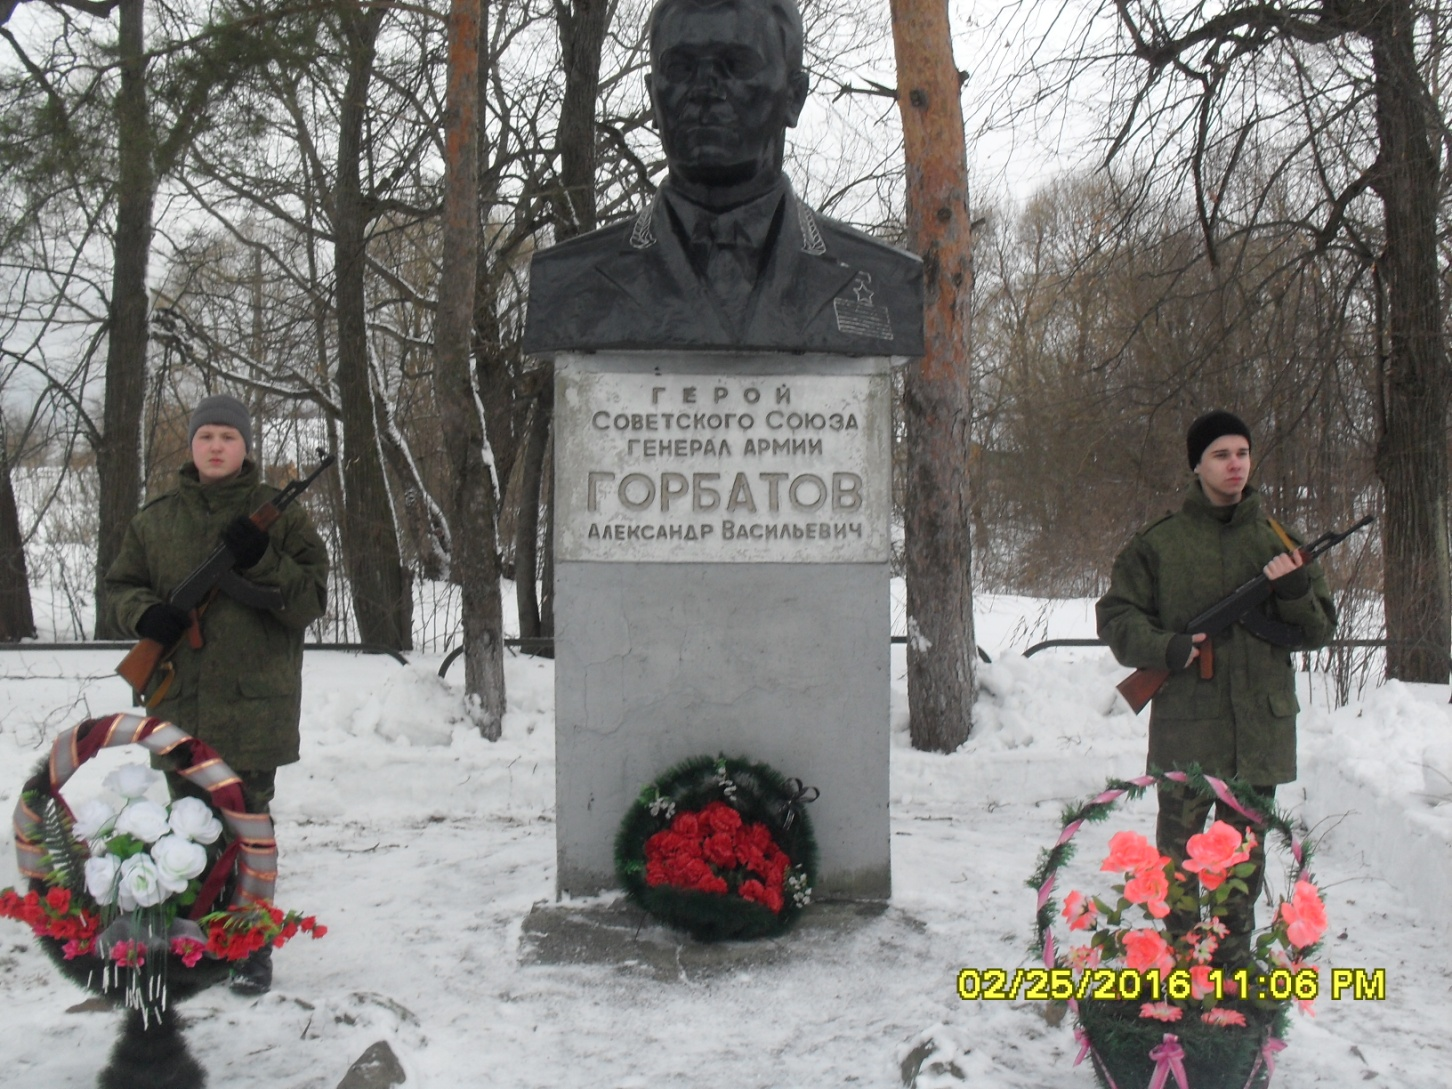 ГЕРОЙ
СОВЕТСКОГО СОЮЗА
ГЕНЕРАЛ АРМИИ
ГОРБАТОВ
АЛЕКСАНДР ВАСИЛЬЕВИЧ
02/25/2016 11:06 PM